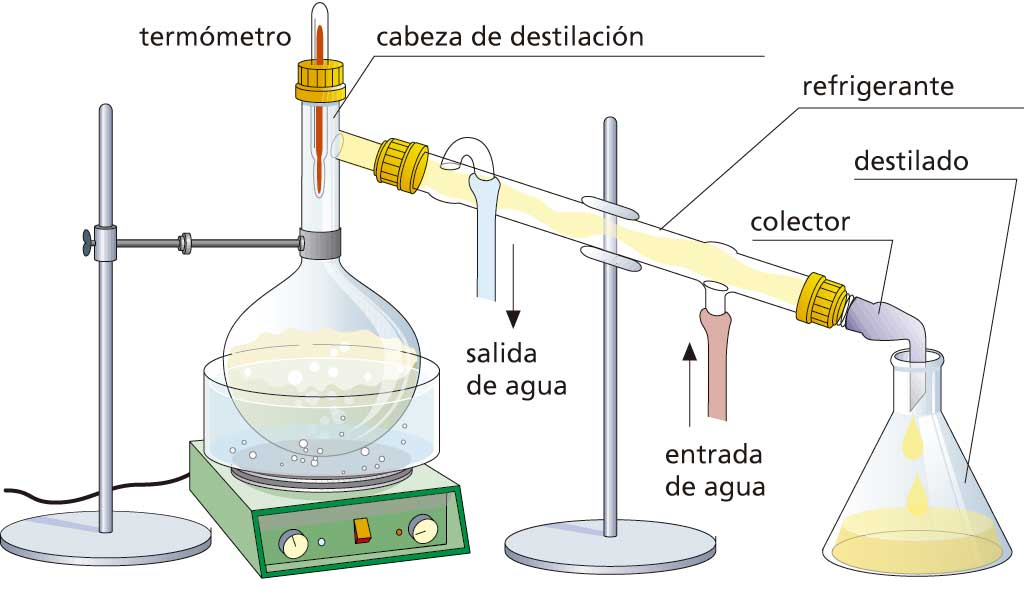 termómetro
cabeza de destilación
refrigerante
destilado
colector
salida
de agua
entrada
de agua